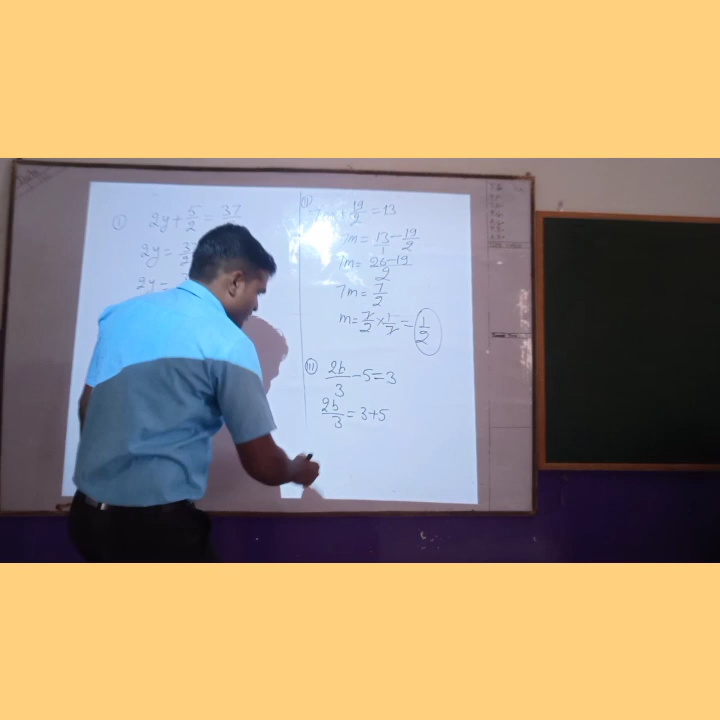 ① 2y + 5/2 = 37
2y = 37
2y =
⑪ 7m + 19/2 = 13
7m = 13/1 - 19/2
7m = 26-19/2
7m = 7/2
m = 7/2 × 1/7 = 1/2
⑪⑪ 2b/3 - 5 = 3
2b/3 = 3+5